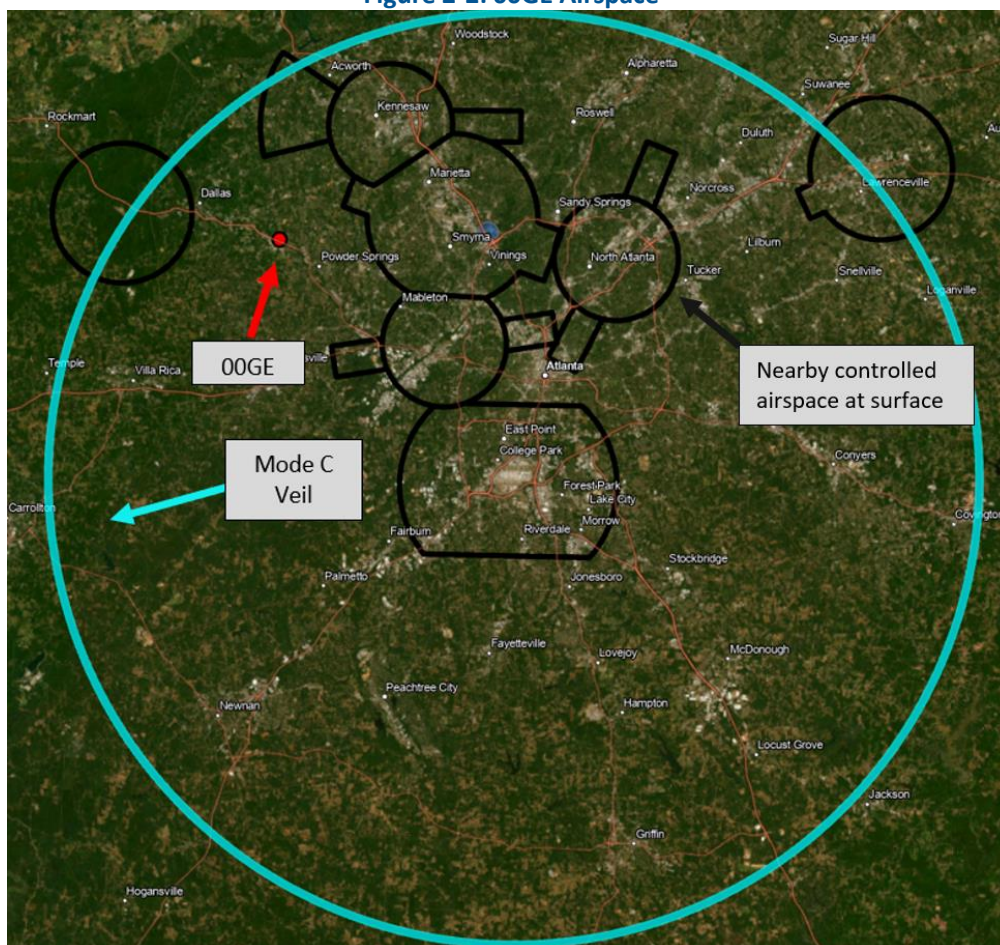 Woodstock
Sugar Hill
Acworth
Alpharetta
Suwanee
Kennesaw
Rockmart
Roswell
Duluth
Marietta
Lawrenceville
Dallas
Norcross
Sandy Springs
Smyrna
Lilburn
Vinings
North Atlanta
Powder Springs
Tucker
Snellville
Loganville
Mableton
00GE
Temple
Villa Rica
Atlanta
Nearby controlled
airspace at surface
East Point
College Park
Conyers
Mode C
Veil
Forest Park
Lake City
Carrollton
Covington
Fairburn
Riverdale
Morrow
Stockbridge
Palmetto
Jonesboro
Fayetteville
Lovejoy
McDonough
Peachtree City
Newnan
Hampton
Locust Grove
Jackson
Griffin
Hogansville